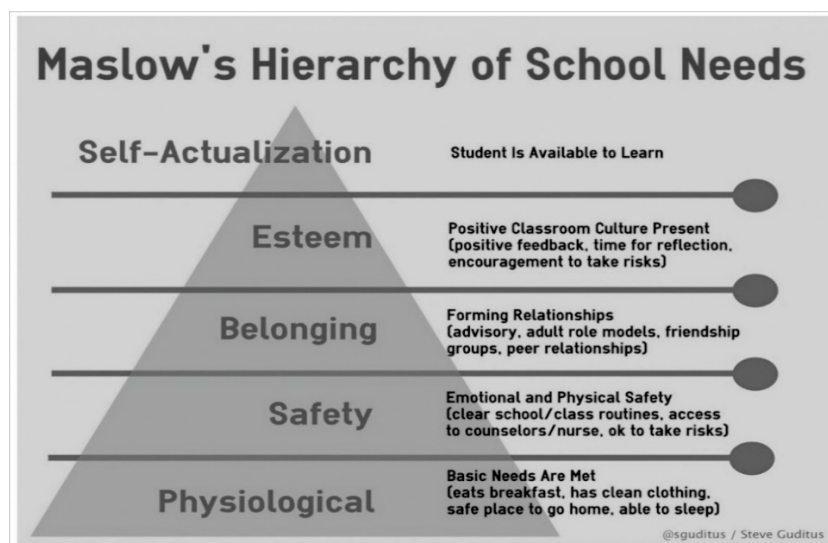 Maslow's Hierarchy of School Needs
Self-Actualization
Student Is Available to Learn
Esteem
Positive Classroom Culture Present
(positive feedback, time for reflection,
encouragement to take risks)
Belonging
Forming Relationships
(advisory, adult role models, friendship
groups, peer relationships)
Safety
Emotional and Physical Safety
(clear school/class routines, access
to counselors/nurse, ok to take risks)
Physiological
Basic Needs Are Met
(eats breakfast, has clean clothing,
safe place to go home, able to sleep)
@sguditus / Steve Guditus